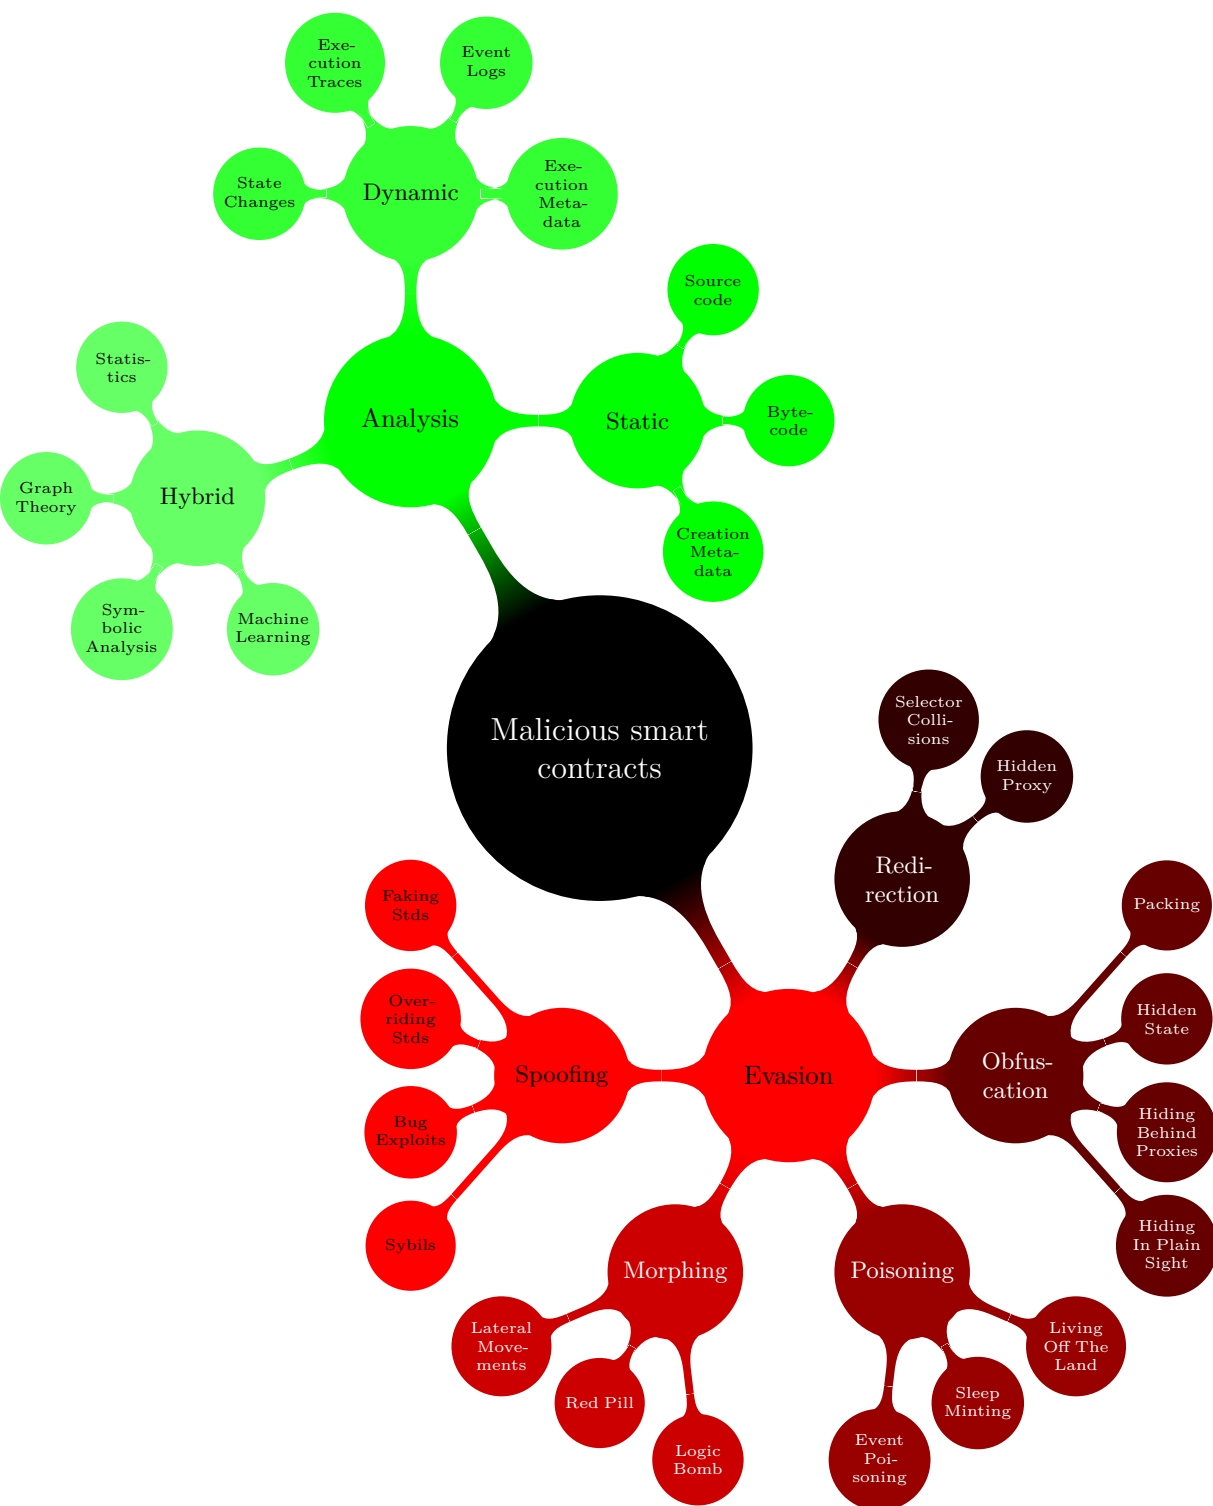 Exe-
cution
Traces
Event
Logs
State
Changes
Dynamic
Exe-
cution
Meta-
data
Source
code
Statis-
tics
Analysis
Static
Byte-
code
Graph
Theory
Hybrid
Creation
Meta-
data
Sym-
bolic
Analysis
Machine
Learning
Malicious smart
contracts
Selector
Colli-
sions
Hidden
Proxy
Redi-
rection
Faking
Stds
Packing
Over-
riding
Stds
Hidden
State
Spoofing
Evasion
Obfus-
cation
Bug
Exploits
Hiding
Behind
Proxies
Sybils
Hiding
In Plain
Sight
Morphing
Poisoning
Lateral
Move-
ments
Living
Off The
Land
Red Pill
Sleep
Minting
Logic
Bomb
Event
Poi-
soning